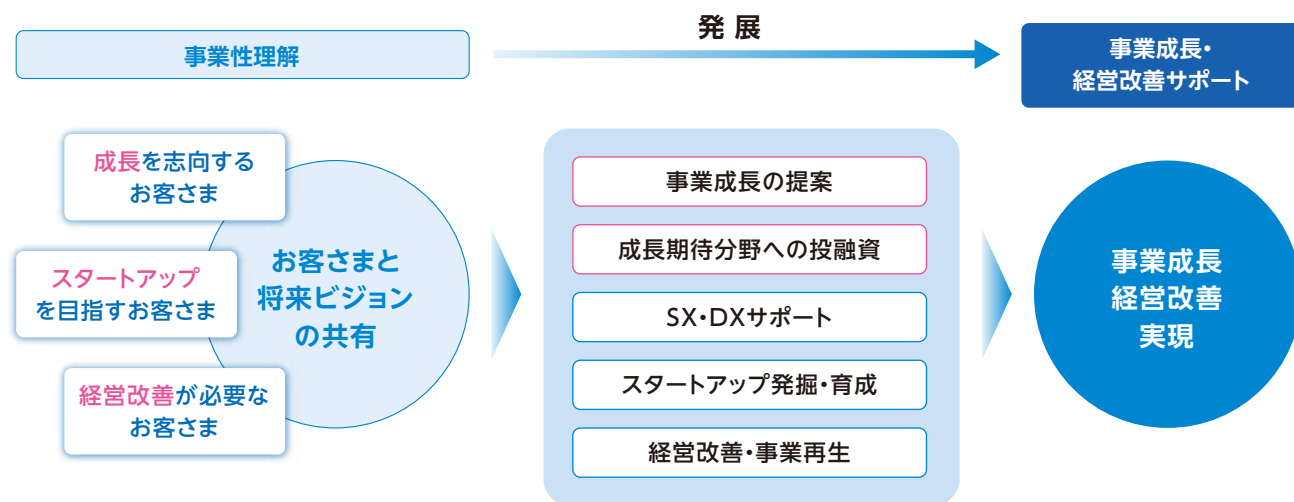 事業性理解
発展
事業成長・
経営改善サポート
成長を志向する
お客さま
スタートアップ
を目指すお客さま
経営改善が必要な
お客さま
お客さまと
将来ビジョン
の共有
事業成長の提案
成長期待分野への投融資
SX・DXサポート
スタートアップ発掘・育成
経営改善・事業再生
事業成長
経営改善
実現